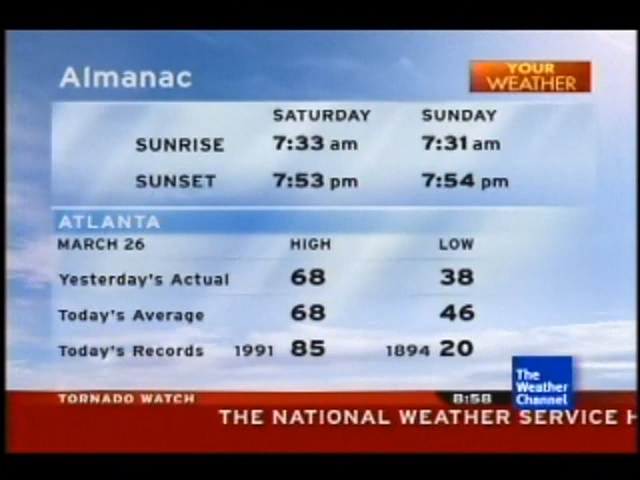 Almanac
YOUR
WEATHER
SATURDAY SUNDAY
SUNRISE 7:33 am 7:31 am
SUNSET 7:53 pm 7:54 pm
ATLANTA
MARCH 26 HIGH LOW
Yesterday's Actual 68 38
Today's Average 68 46
Today's Records 1991 85 1894 20
The
Weather
Channel
TORNADO WATCH 8:58
THE NATIONAL WEATHER SERVICE H